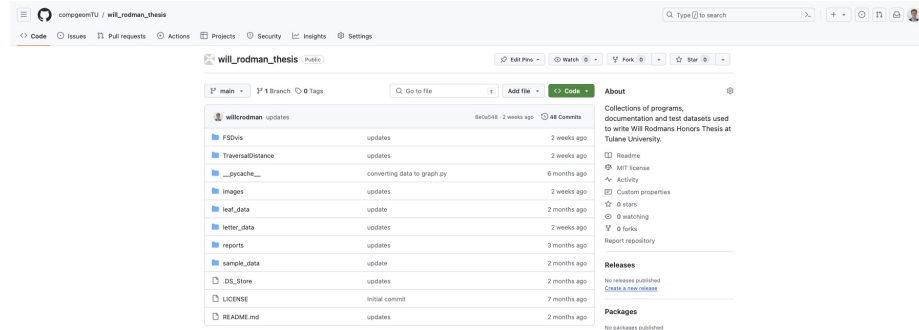 compgeomTU / will_rodman_thesis
Type / to search
Code Issues Pull requests Actions Projects Security Insights Settings
will_rodman_thesis Public
Edit Pins Watch 0 Fork 0 Star 0
main 1 Branch 0 Tags Go to file t Add file Code
willcrodman updates 8e0a548 · 2 weeks ago 48 Commits
FSDvis updates 2 weeks ago
TraversalDistance updates 2 weeks ago
__pycache__ converting data to graph.py 6 months ago
images updates 2 weeks ago
leaf_data update 2 months ago
letter_data updates 2 weeks ago
reports updates 3 months ago
sample_data update 2 months ago
.DS_Store updates 2 months ago
LICENSE Initial commit 7 months ago
README.md updates 2 months ago
About
Collections of programs,
documentation and test datasets used
to write Will Rodmans Honors Thesis at
Tulane University.
Readme
MIT license
Activity
Custom properties
0 stars
0 watching
0 forks
Report repository
Releases
No releases published
Create a new release
Packages
No packages published